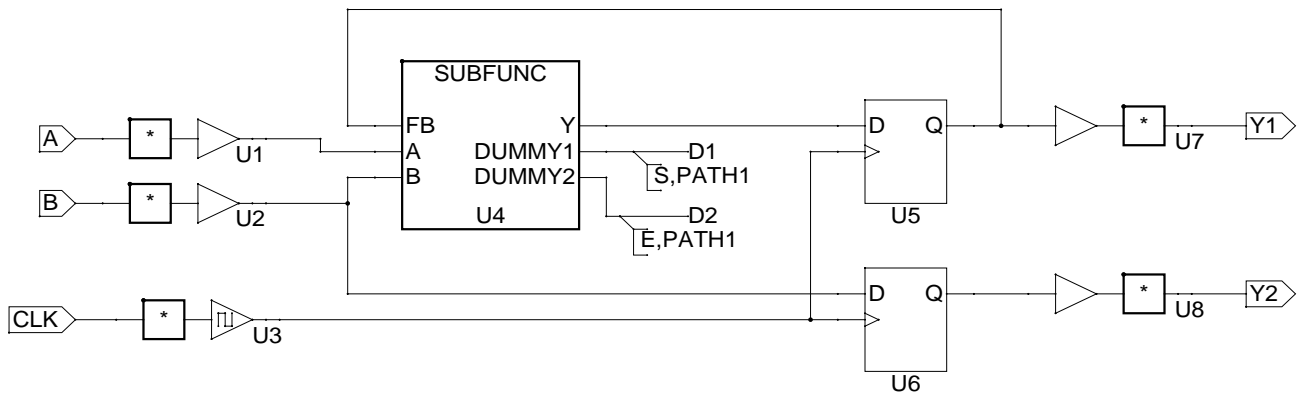 SUBFUNC
FB Y
A DUMMY1
B DUMMY2
U4
A * U1
B * U2
CLK * U3
D1
S,PATH1
D2
E,PATH1
D Q
U5
D Q
U6
* U7 Y1
* U8 Y2